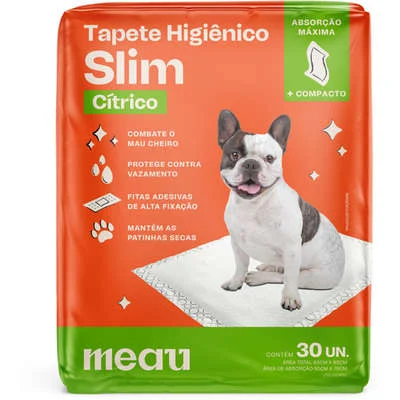 Tapete Higiênico
Slim
Cítrico
ABSORÇÃO
MÁXIMA
+ COMPACTO
COMBATE O
MAU CHEIRO
PROTEGE CONTRA
VAZAMENTO
FITAS ADESIVAS
DE ALTA FIXAÇÃO
MANTÉM AS
PATINHAS SECAS
meau
CONTÉM 30 UN.